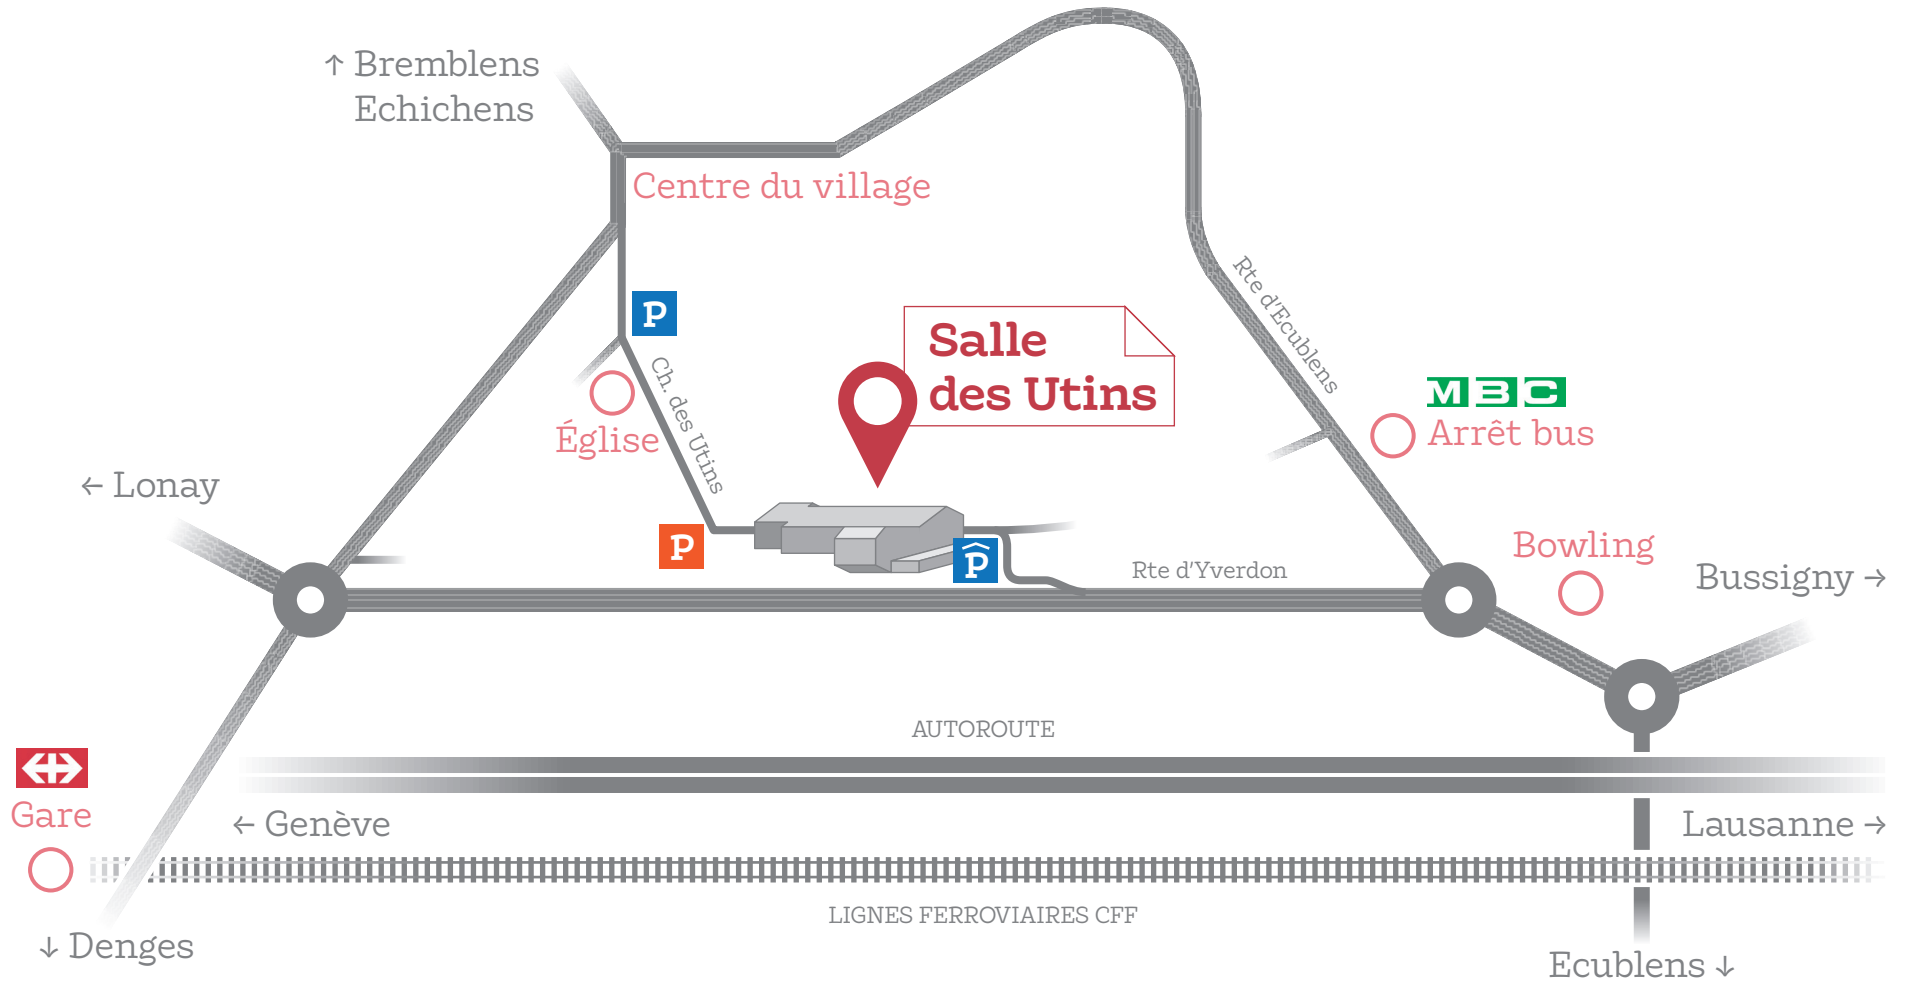 ↑ Bremblens
Echichens
Centre du village
P
Salle
des Utins
Rte d'Ecublens
Ch. des Utins
MBC
Arrêt bus
Église
← Lonay
P
P
Rte d'Yverdon
Bowling
Bussigny →
AUTOROUTE
Gare
← Genève
Lausanne →
LIGNES FERROVIAIRES CFF
↓ Denges
Ecublens ↓